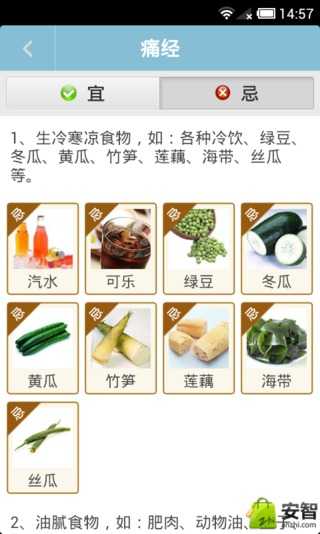 14:57
痛经
宜
忌
1、生冷寒凉食物，如：各种冷饮、绿豆、
冬瓜、黄瓜、竹笋、莲藕、海带、丝瓜
等。
忌 忌 忌 忌
汽水 可乐 绿豆 冬瓜
忌 忌 忌 忌
黄瓜 竹笋 莲藕 海带
忌
丝瓜
2、油腻食物，如：肥肉、动物油、
安智
anzhi.com